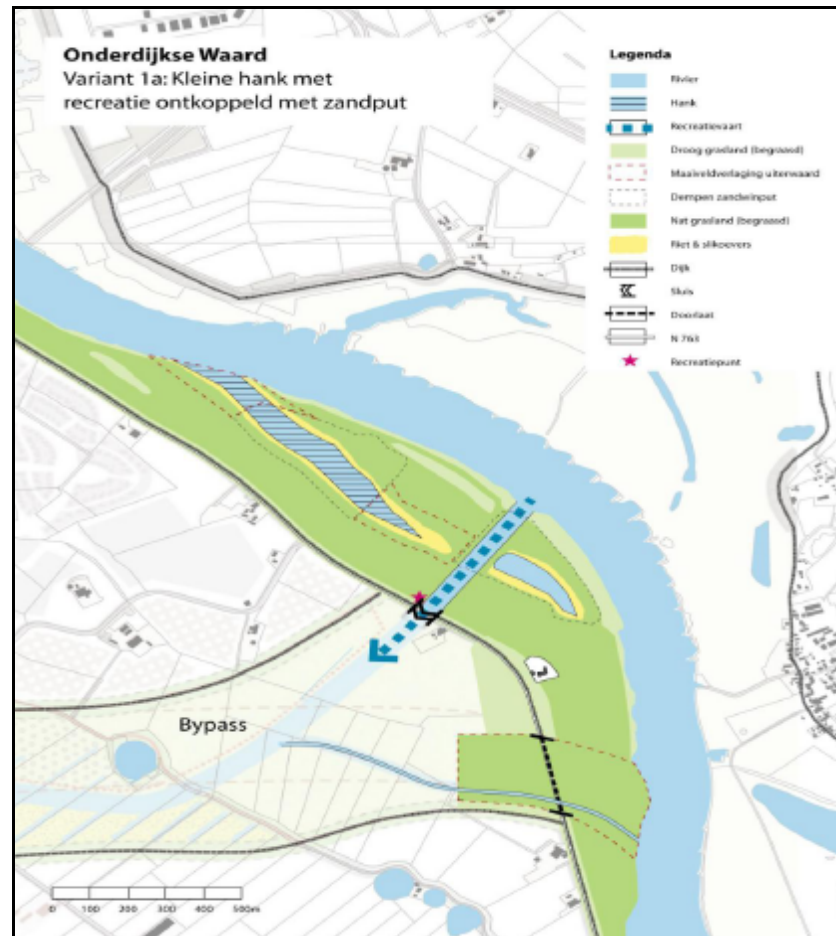 Onderdijkse Waard
Variant 1a: Kleine hank met
recreatie ontkoppeld met zandput
Legenda
Rivier
Hank
Recreatievaart
Droog grasland (begraasd)
Maaiveldverlaging uiterwaard
Dempen zandwinput
Nat grasland (begraasd)
Riet & slikoevers
Dijk
Sluis
Doorlaat
N 763
Recreatiepunt
Bypass
0 100 200 300 400 500m